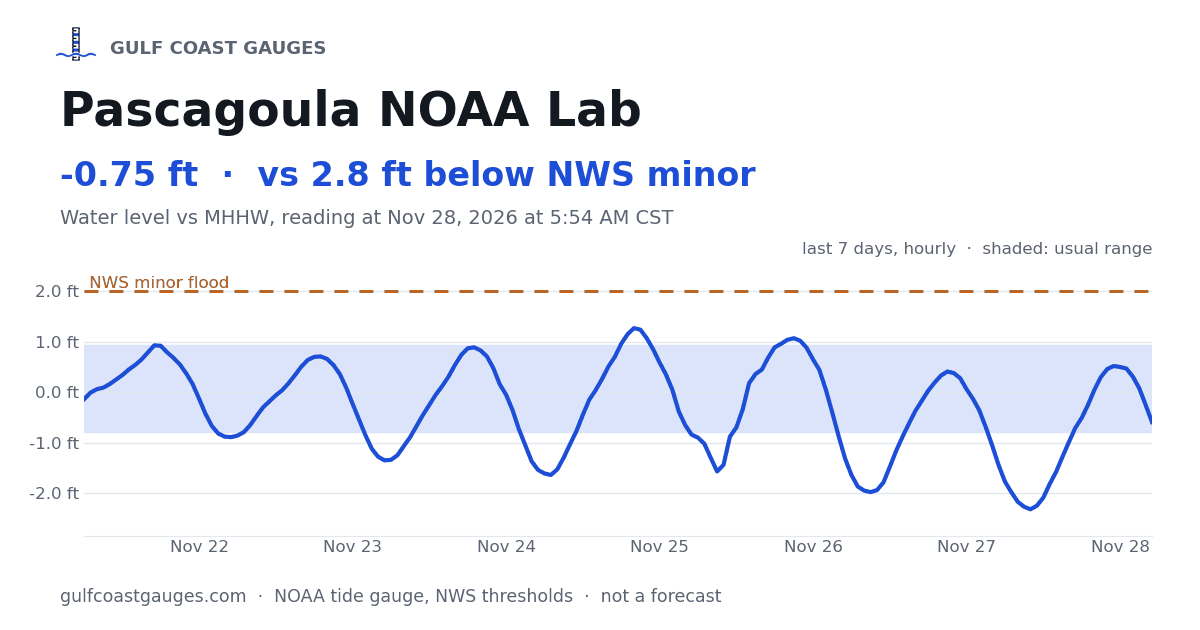 GULF COAST GAUGES
Pascagoula NOAA Lab
-0.75 ft · vs 2.8 ft below NWS minor
Water level vs MHHW, reading at Nov 28, 2026 at 5:54 AM CST
last 7 days, hourly · shaded: usual range
NWS minor flood
2.0 ft
1.0 ft
0.0 ft
-1.0 ft
-2.0 ft
Nov 22 Nov 23 Nov 24 Nov 25 Nov 26 Nov 27 Nov 28
gulfcoastgauges.com · NOAA tide gauge, NWS thresholds · not a forecast